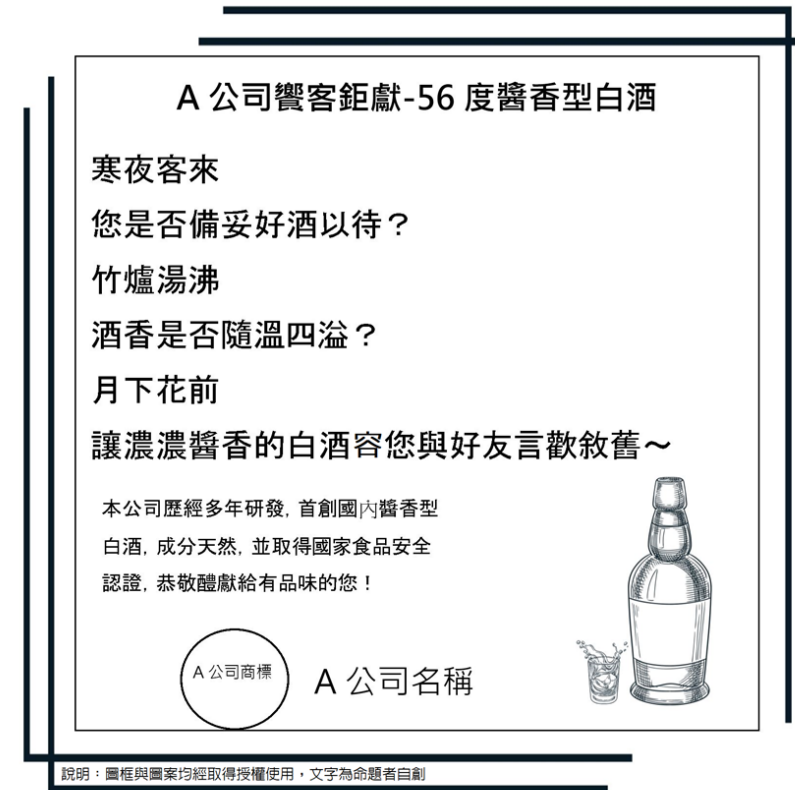 A 公司饗客鉅獻-56 度醬香型白酒
寒夜客來
您是否備妥好酒以待？
竹爐湯沸
酒香是否隨溫四溢？
月下花前
讓濃濃醬香的白酒容您與好友言歡敘舊～
本公司歷經多年研發, 首創國內醬香型
白酒, 成分天然, 並取得國家食品安全
認證, 恭敬醴獻給有品味的您！
A 公司商標
A 公司名稱
說明：圖框與圖案均經取得授權使用，文字為命題者自創